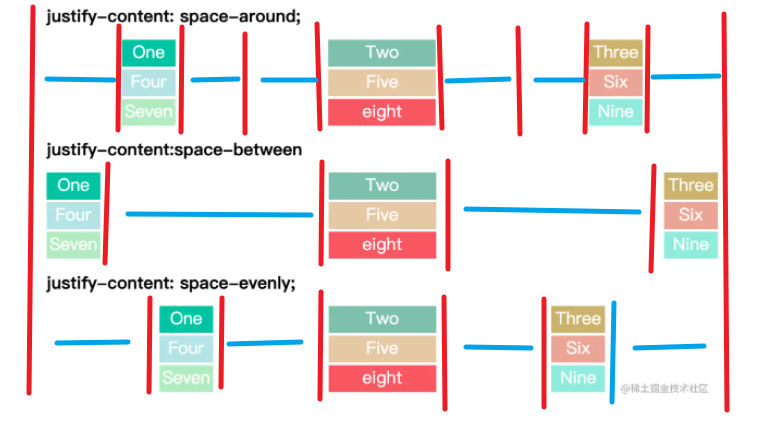 justify-content: space-around;
One Two Three
Four Five Six
Seven eight Nine
justify-content:space-between
One Two Three
Four Five Six
Seven eight Nine
justify-content: space-evenly;
One Two Three
Four Five Six
Seven eight Nine
@稀土掘金技术社区